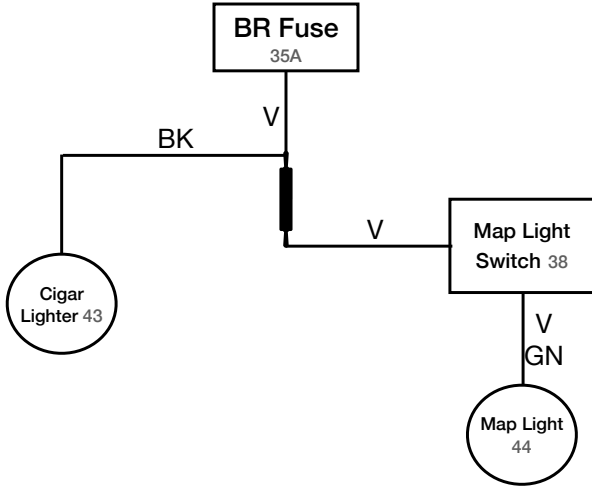 BR Fuse
35A
V
BK
V
Map Light
Switch 38
Cigar
Lighter 43
V
GN
Map Light
44